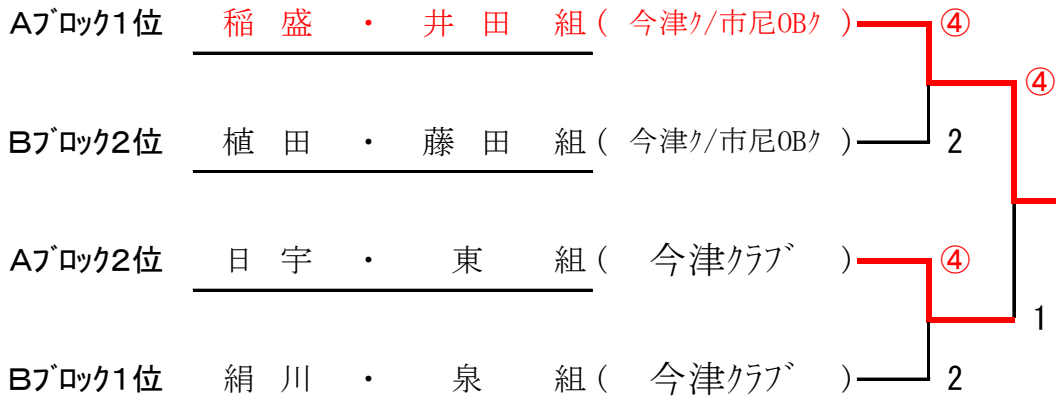 Aﾌﾞﾛｯｸ1位 稲 盛 ・ 井 田 組 ( 今津ｸ/市尼OBｸ ) ④
④
Bﾌﾞﾛｯｸ2位 植 田 ・ 藤 田 組 ( 今津ｸ/市尼OBｸ ) 2
Aﾌﾞﾛｯｸ2位 日 宇 ・ 東 組 ( 今津ｸﾗﾌﾞ ) ④
1
Bﾌﾞﾛｯｸ1位 絹 川 ・ 泉 組 ( 今津ｸﾗﾌﾞ ) 2